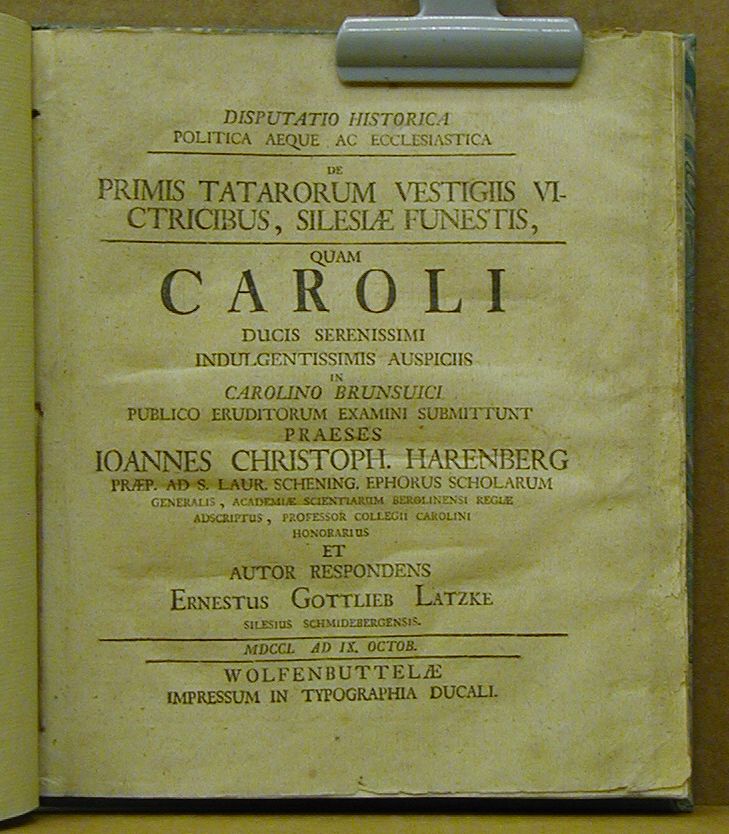 DISPUTATIO HISTORICA
POLITICA AEQUE AC ECCLESIASTICA
DE
PRIMIS TATARORUM VESTIGIIS VI-
CTRICIBUS, SILESIÆ FUNESTIS,
QUAM
CAROLI
DUCIS SERENISSIMI
INDULGENTISSIMIS AUSPICIIS
IN
CAROLINO BRUNSUICI
PUBLICO ERUDITORUM EXAMINI SUBMITTUNT
PRAESES
IOANNES CHRISTOPH. HARENBERG
PRÆP. AD S. LAUR. SCHENING. EPHORUS SCHOLARUM
GENERALIS, ACADEMIÆ SCIENTIARUM BEROLINENSI REGIÆ
ADSCRIPTUS, PROFESSOR COLLEGII CAROLINI
HONORARIUS
ET
AUTOR RESPONDENS
ERNESTUS GOTTLIEB LATZKE
SILESIUS SCHMIDEBERGENSIS.
MDCCL AD IX. OCTOB.
WOLFENBUTTELÆ
IMPRESSUM IN TYPOGRAPHIA DUCALI.